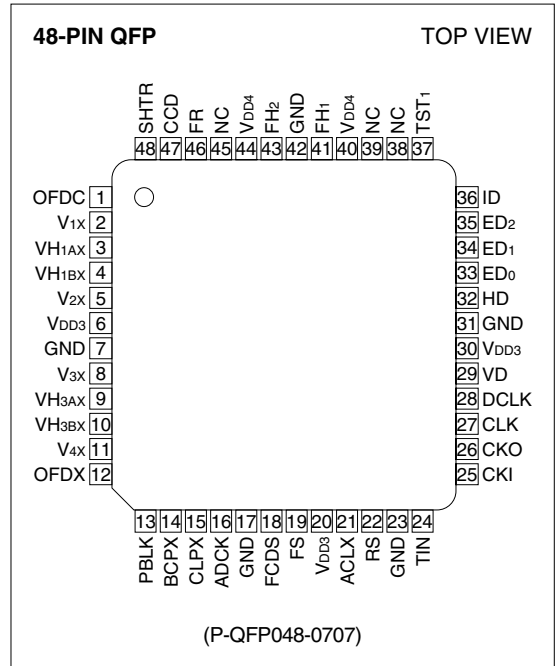 48-PIN QFP TOP VIEW
SHTR CCD FR NC VDD4 FH2 GND FH1 VDD4 NC NC TST1
48 47 46 45 44 43 42 41 40 39 38 37
OFDC 1
V1X 2
VH1AX 3
VH1BX 4
V2X 5
VDD3 6
GND 7
V3X 8
VH3AX 9
VH3BX 10
V4X 11
OFDX 12
36 ID
35 ED2
34 ED1
33 ED0
32 HD
31 GND
30 VDD3
29 VD
28 DCLK
27 CLK
26 CKO
25 CKI
13 14 15 16 17 18 19 20 21 22 23 24
PBLK BCPX CLPX ADCK GND FCDS FS VDD3 ACLX RS GND TIN
(P-QFP048-0707)